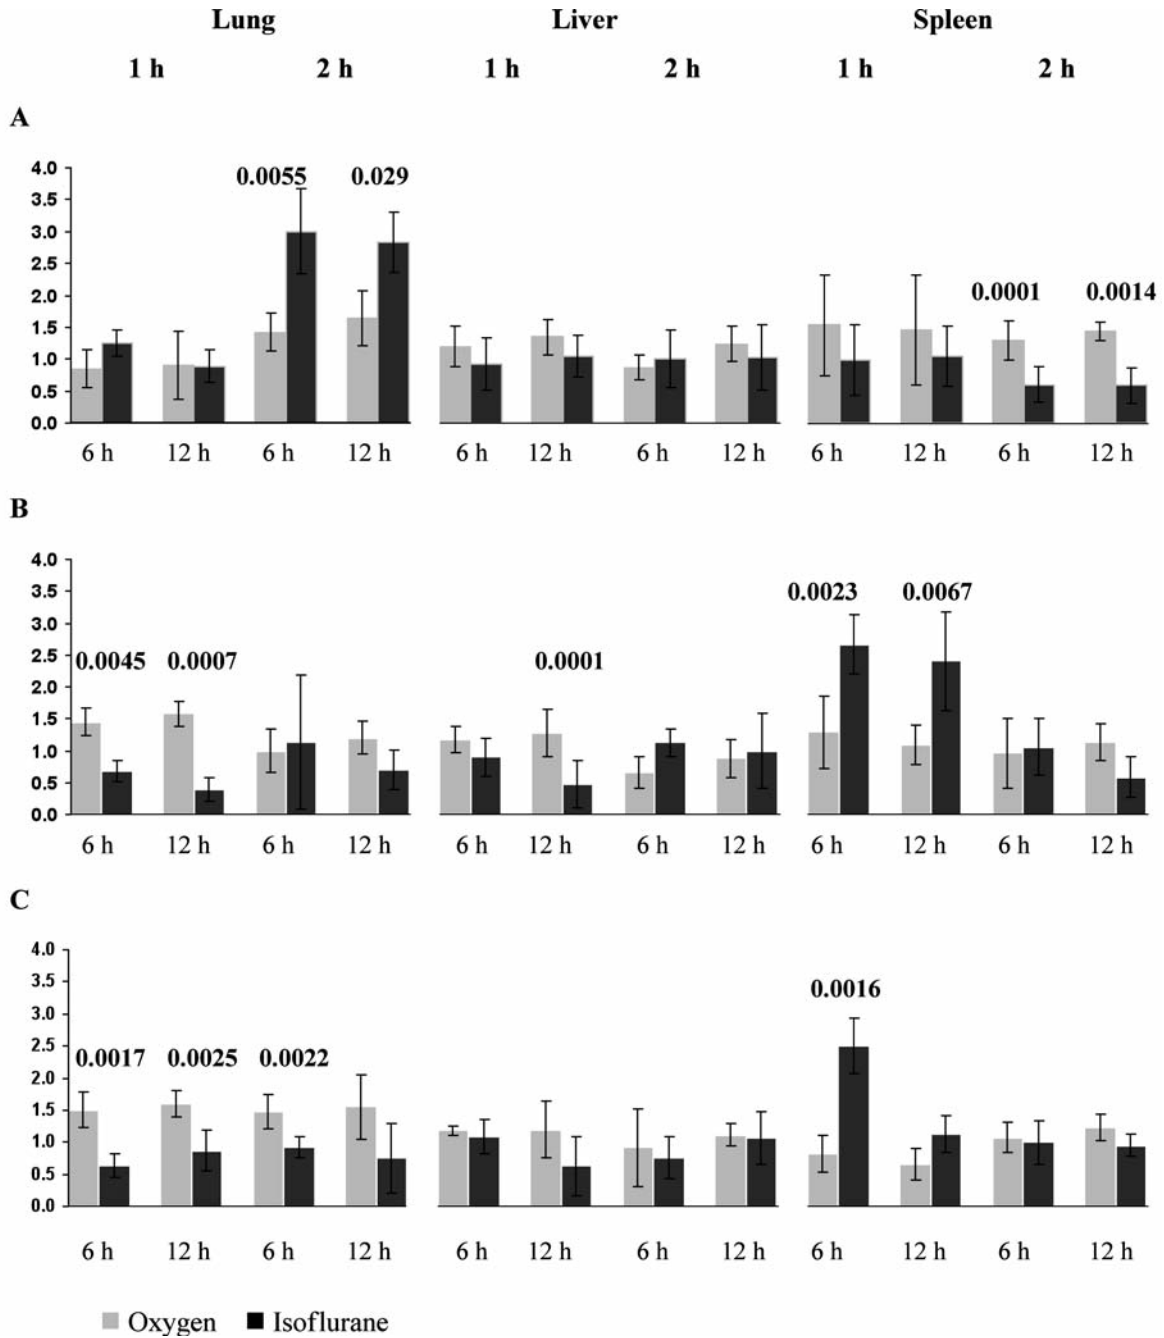 Lung Liver Spleen
1 h 2 h 1 h 2 h 1 h 2 h
A
4.0 0.0055 0.029
3.5
3.0
2.5
2.0 0.0001 0.0014
1.5
1.0
0.5
0.0
6 h 12 h 6 h 12 h 6 h 12 h 6 h 12 h 6 h 12 h 6 h 12 h
B
4.0
3.5 0.0023 0.0067
3.0
2.5 0.0045 0.0007 0.0001
2.0
1.5
1.0
0.5
0.0
6 h 12 h 6 h 12 h 6 h 12 h 6 h 12 h 6 h 12 h 6 h 12 h
C
4.0
3.5 0.0016
3.0
2.5 0.0017 0.0025 0.0022
2.0
1.5
1.0
0.5
0.0
6 h 12 h 6 h 12 h 6 h 12 h 6 h 12 h 6 h 12 h 6 h 12 h
Oxygen Isoflurane